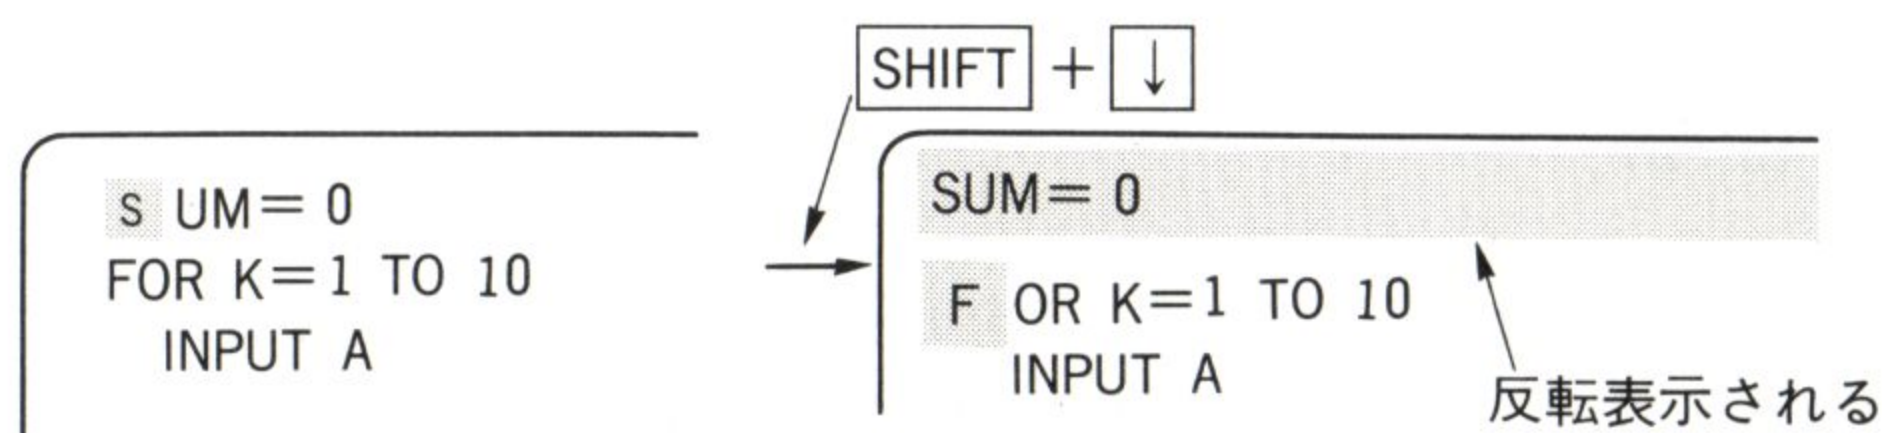 SHIFT + ↓
SUM=0
FOR K=1 TO 10
INPUT A
SUM=0
FOR K=1 TO 10
INPUT A
反転表示される